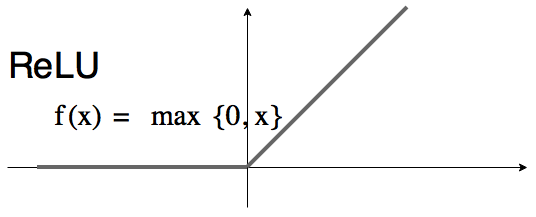 ReLU
f(x) = max {0,x}